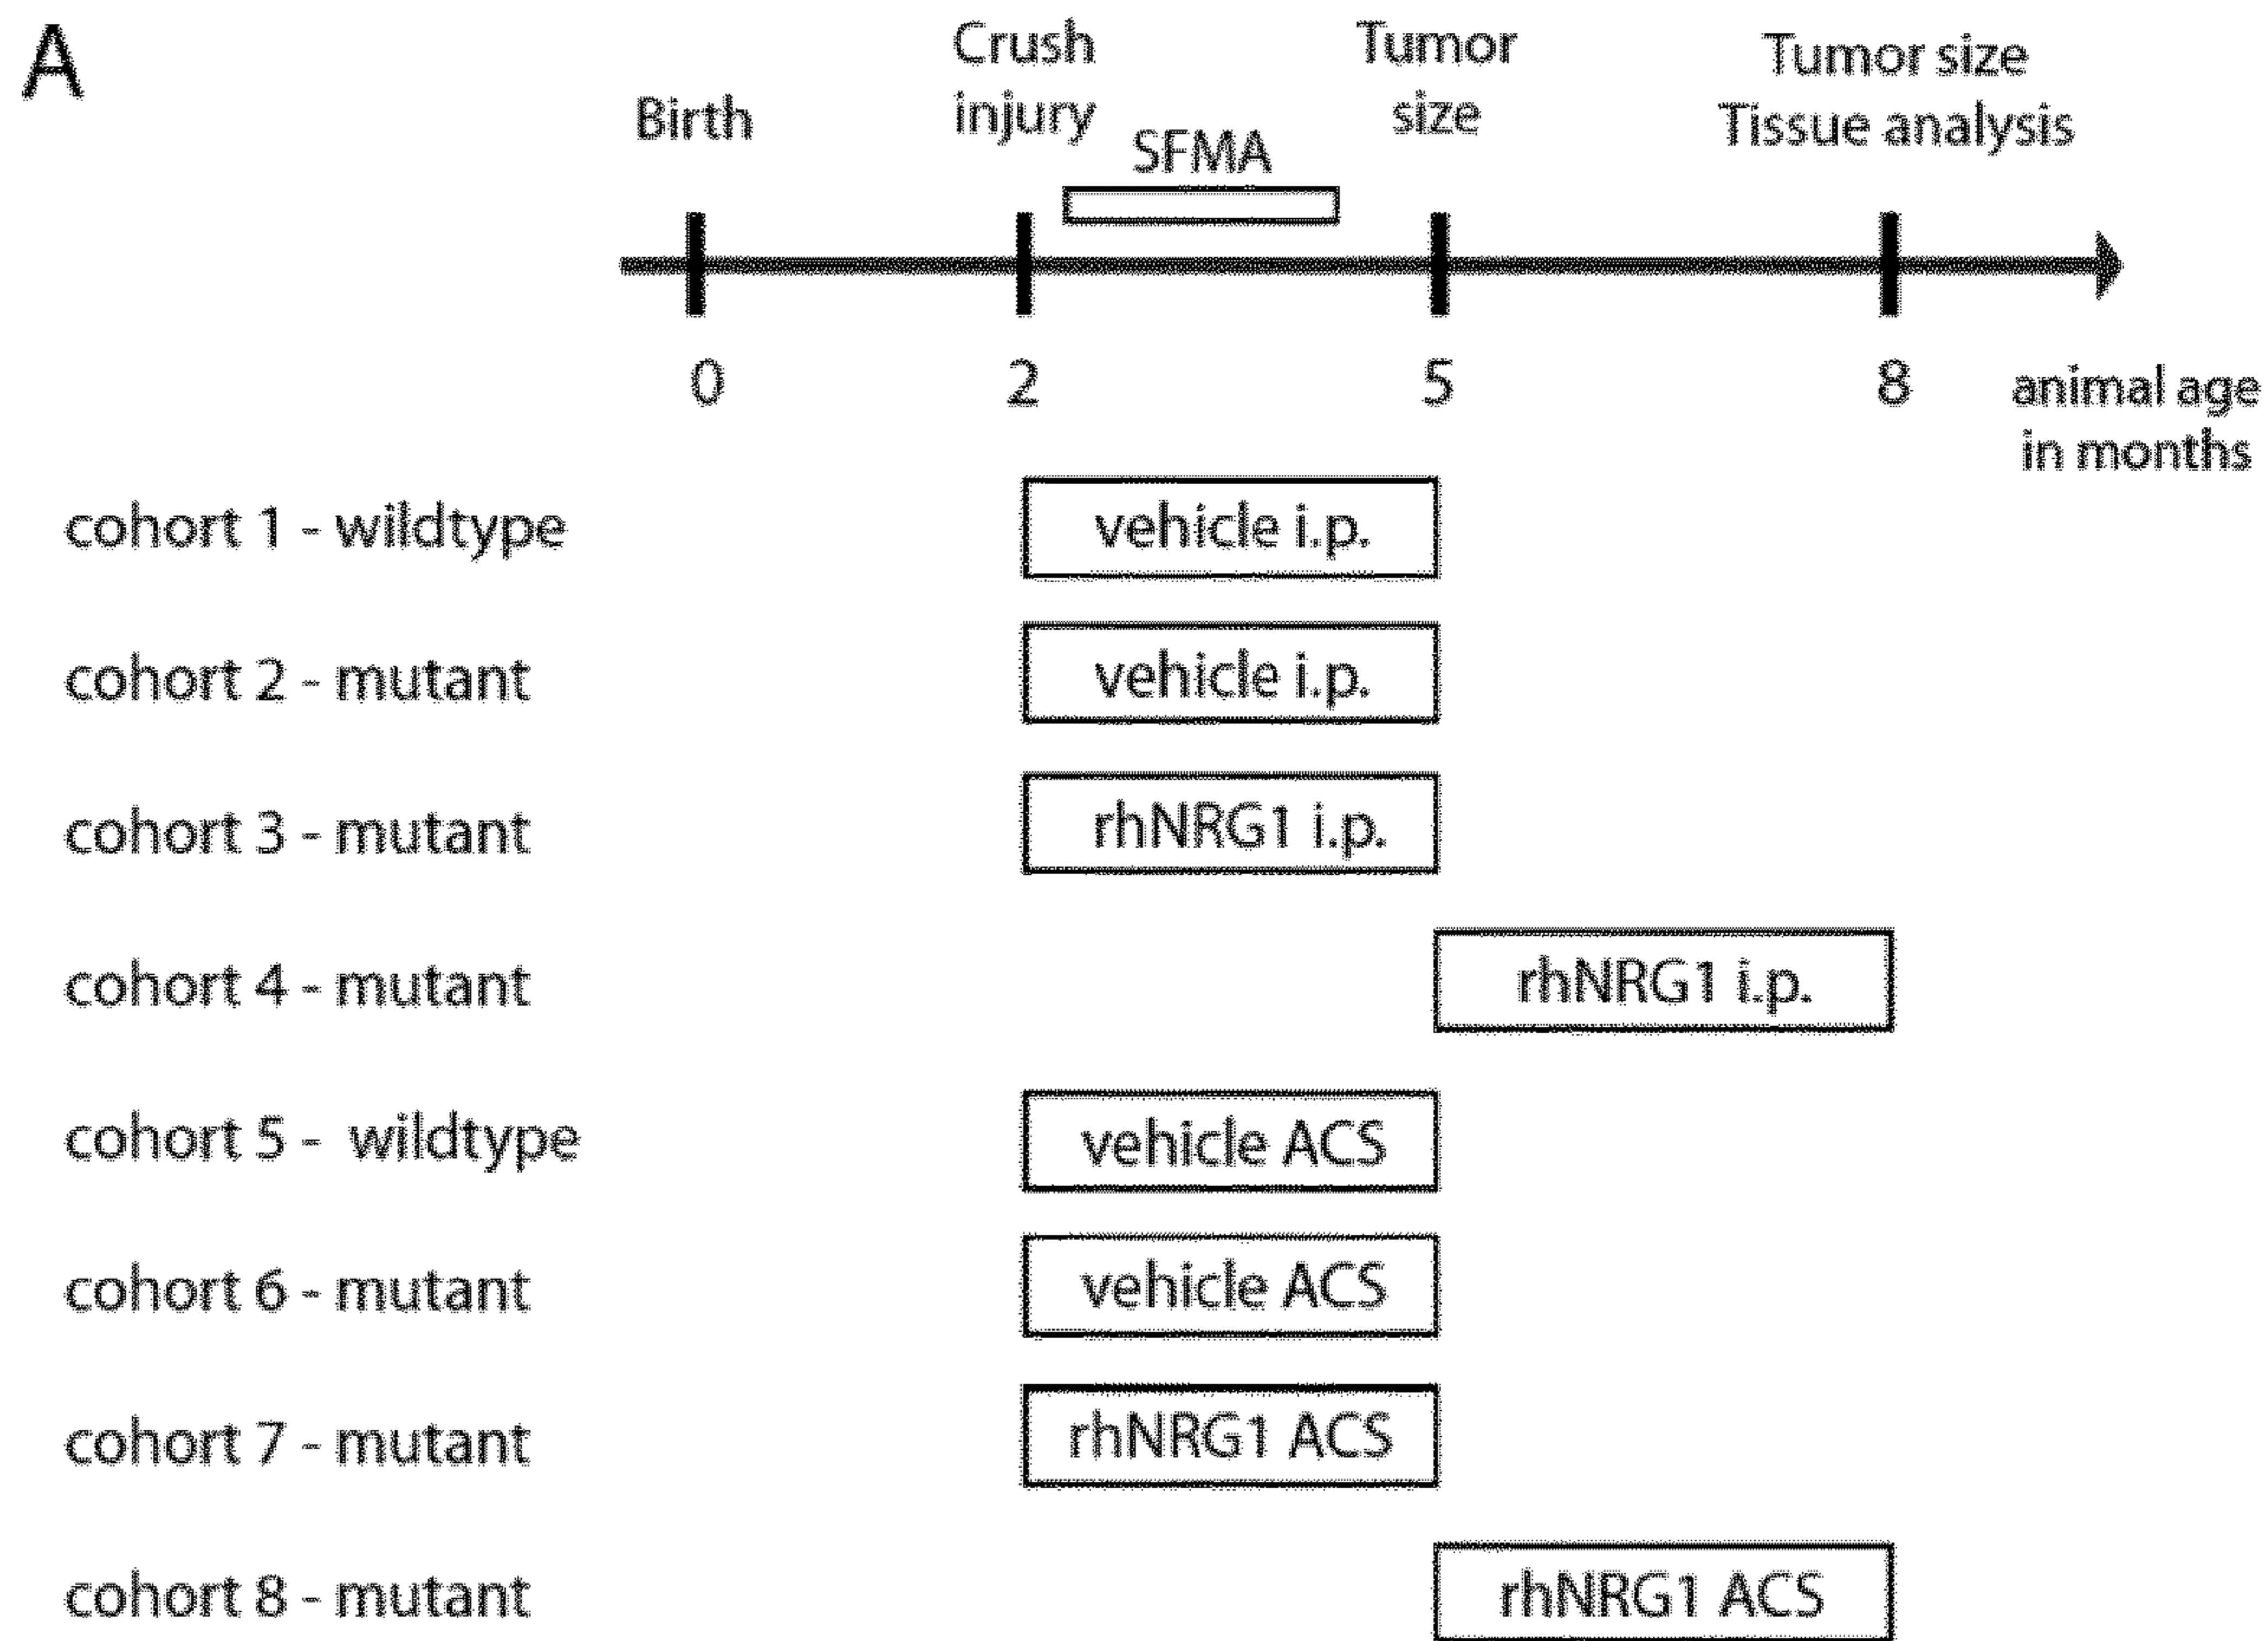 A
Birth
Crush
injury
SFMA
Tumor
size
Tumor size
Tissue analysis
0
2
5
8
animal age
in months
cohort 1 - wildtype
vehicle i.p.
cohort 2 - mutant
vehicle i.p.
cohort 3 - mutant
rhNRG1 i.p.
cohort 4 - mutant
rhNRG1 i.p.
cohort 5 - wildtype
vehicle ACS
cohort 6 - mutant
vehicle ACS
cohort 7 - mutant
rhNRG1 ACS
cohort 8 - mutant
rhNRG1 ACS